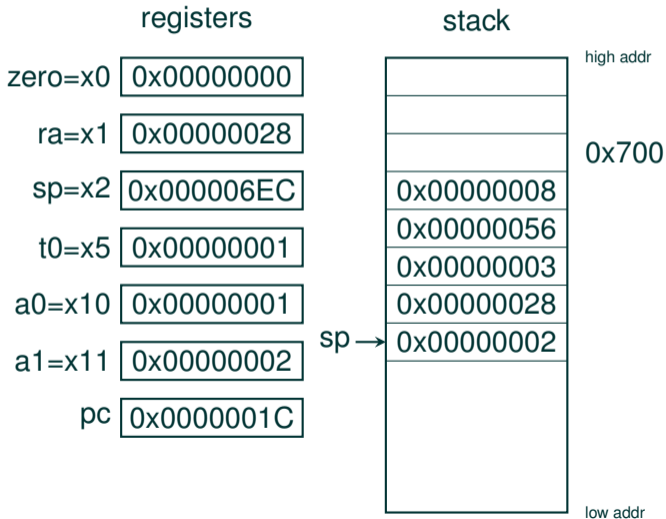 registers
zero=x0 0x00000000
ra=x1 0x00000028
sp=x2 0x000006EC
t0=x5 0x00000001
a0=x10 0x00000001
a1=x11 0x00000002
pc 0x0000001C
stack
high addr
0x700
0x00000008
0x00000056
0x00000003
0x00000028
sp 0x00000002
low addr